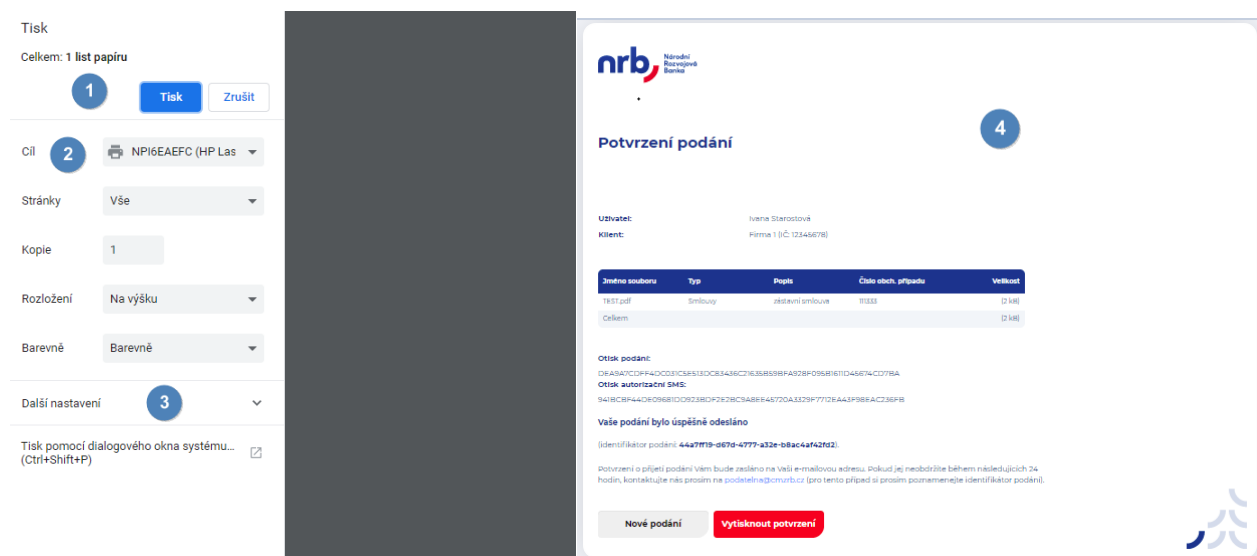 Tisk
Celkem: 1 list papíru
1
Tisk
Zrušit
Cíl
2
NPI6EAEFC (HP Las
Stránky
Vše
Kopie
1
Rozložení
Na výšku
Barevně
Barevně
Další nastavení
3
Tisk pomocí dialogového okna systému...
(Ctrl+Shift+P)
nrb
Národní
Rozvojová
Banka
4
Potvrzení podání
Uživatel: Ivana Starostová
Klient: Firma 1 (IČ: 12345678)
Jméno souboru Typ Popis Číslo obch. případu Velikost
TEST.pdf Smlouvy zástavní smlouva 111333 (2 kB)
Celkem (2 kB)
Otisk podání:
Otisk autorizační SMS:
Vaše podání bylo úspěšně odesláno
(identifikátor podání: 44a7ff19-d67d-4777-a32e-b8ac4af42fd2).
Potvrzení o přijetí podání Vám bude zasláno na Vaši e-mailovou adresu. Pokud jej neobdržíte během následujících 24
hodin, kontaktujte nás prosím na podatelna@cmzrb.cz (pro tento případ si prosím poznamenejte identifikátor podání).
Nové podání
Vytisknout potvrzení